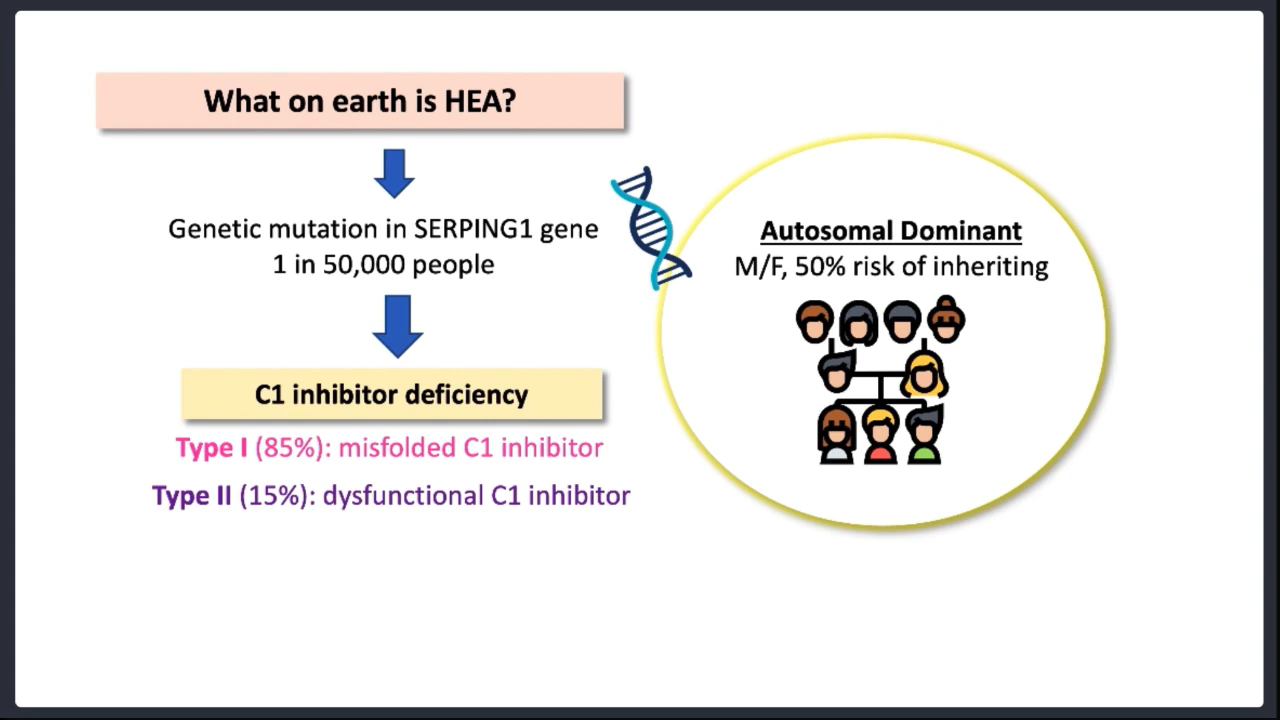 What on earth is HEA?
Genetic mutation in SERPING1 gene
1 in 50,000 people
C1 inhibitor deficiency
Type I (85%): misfolded C1 inhibitor
Type II (15%): dysfunctional C1 inhibitor
Autosomal Dominant
M/F, 50% risk of inheriting